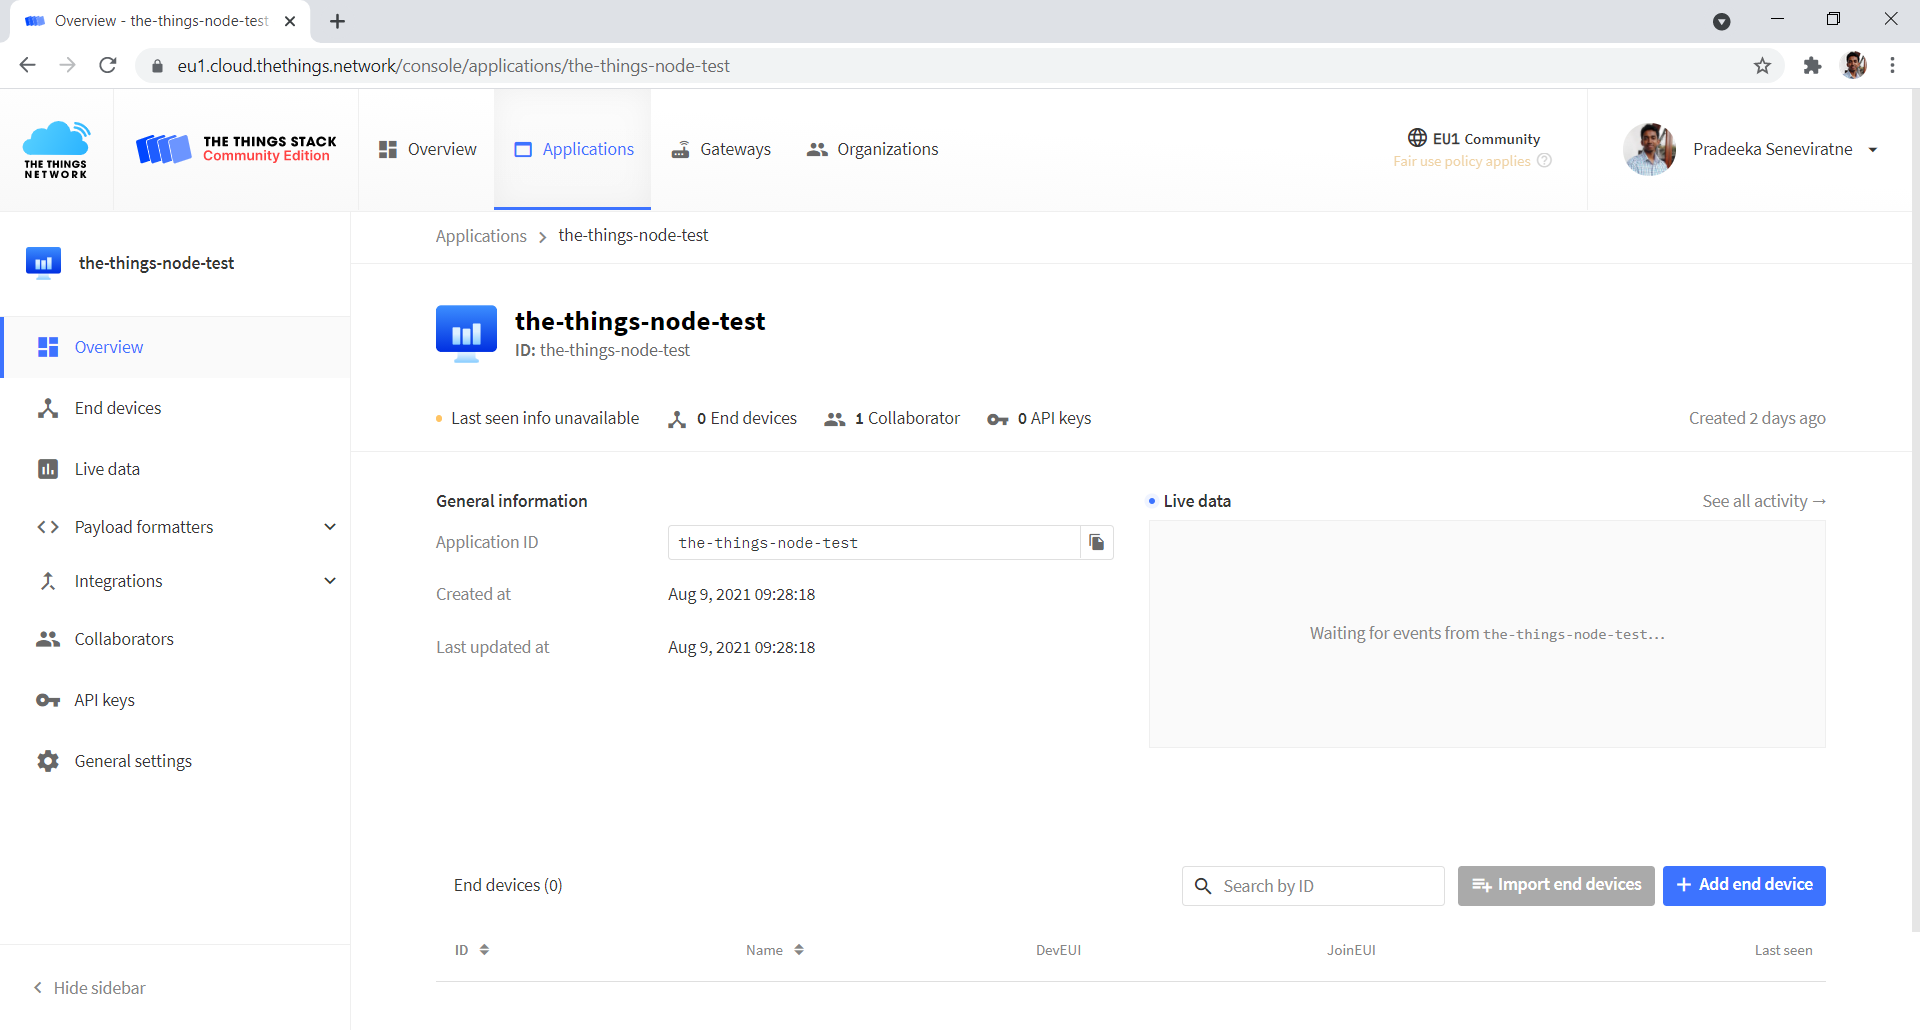 Overview - the-things-node-test
eu1.cloud.thethings.network/console/applications/the-things-node-test
THE THINGS NETWORK
THE THINGS STACK
Community Edition
Overview
Applications
Gateways
Organizations
EU1 Community
Fair use policy applies
Pradeeka Seneviratne
the-things-node-test
Overview
End devices
Live data
Payload formatters
Integrations
Collaborators
API keys
General settings
Hide sidebar
Applications > the-things-node-test
the-things-node-test
ID: the-things-node-test
Last seen info unavailable
0 End devices
1 Collaborator
0 API keys
Created 2 days ago
General information
Application ID the-things-node-test
Created at Aug 9, 2021 09:28:18
Last updated at Aug 9, 2021 09:28:18
Live data
See all activity →
Waiting for events from the-things-node-test…
End devices (0)
Search by ID
Import end devices
+ Add end device
ID Name DevEUI JoinEUI Last seen